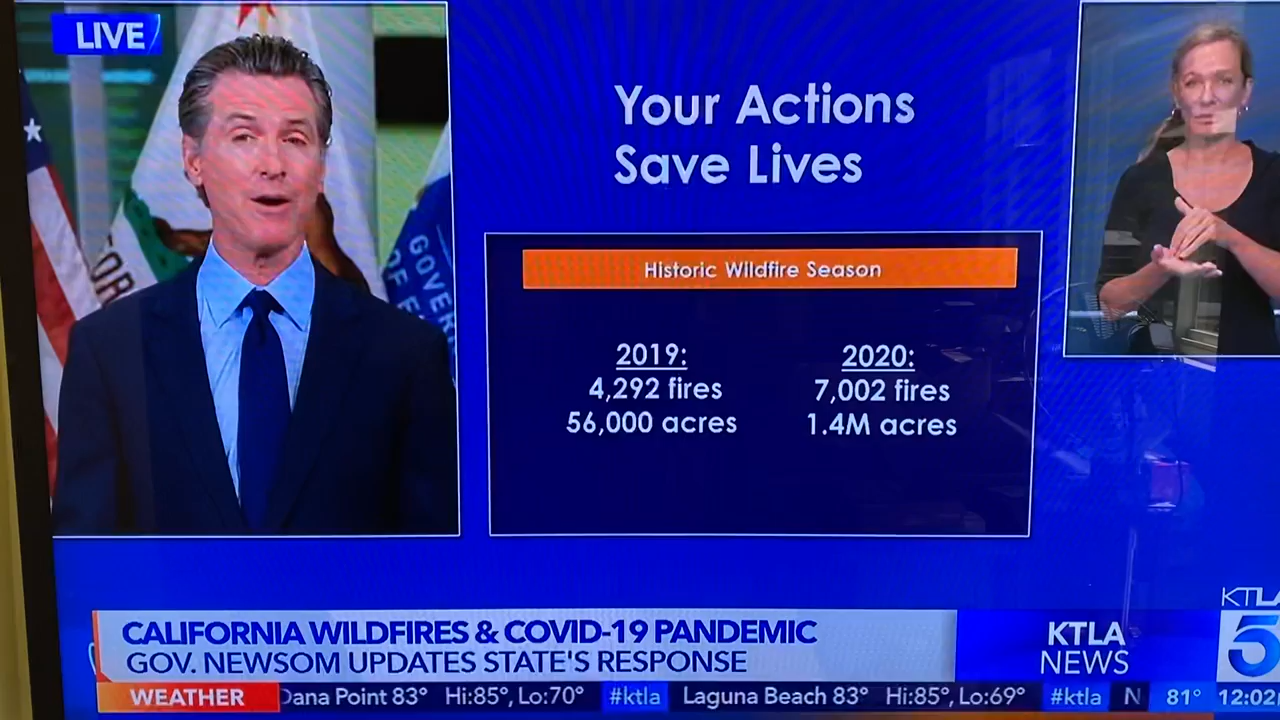 LIVE
Your Actions
Save Lives
Historic Wildfire Season
2019:
4,292 fires
56,000 acres
2020:
7,002 fires
1.4M acres
CALIFORNIA WILDFIRES & COVID-19 PANDEMIC
GOV. NEWSOM UPDATES STATE'S RESPONSE
KTLA
NEWS
KTLA
5
WEATHER Dana Point 83° Hi:85°, Lo:70° #ktla Laguna Beach 83° Hi:85°, Lo:69° #ktla N 81° 12:02